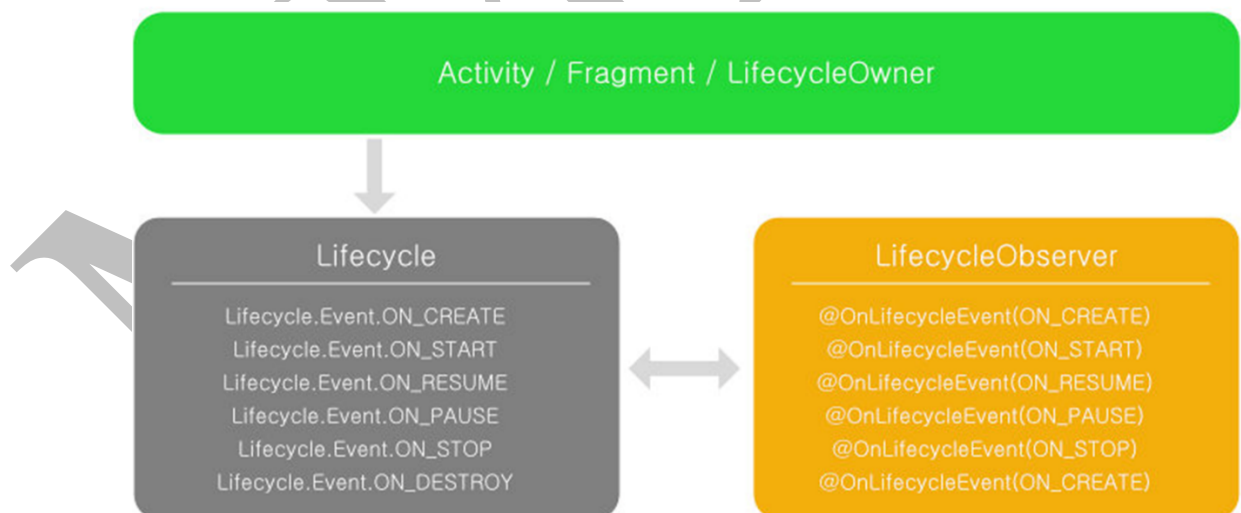 Activity / Fragment / LifecycleOwner
Lifecycle
Lifecycle.Event.ON_CREATE
Lifecycle.Event.ON_START
Lifecycle.Event.ON_RESUME
Lifecycle.Event.ON_PAUSE
Lifecycle.Event.ON_STOP
Lifecycle.Event.ON_DESTROY
LifecycleObserver
@OnLifecycleEvent(ON_CREATE)
@OnLifecycleEvent(ON_START)
@OnLifecycleEvent(ON_RESUME)
@OnLifecycleEvent(ON_PAUSE)
@OnLifecycleEvent(ON_STOP)
@OnLifecycleEvent(ON_CREATE)